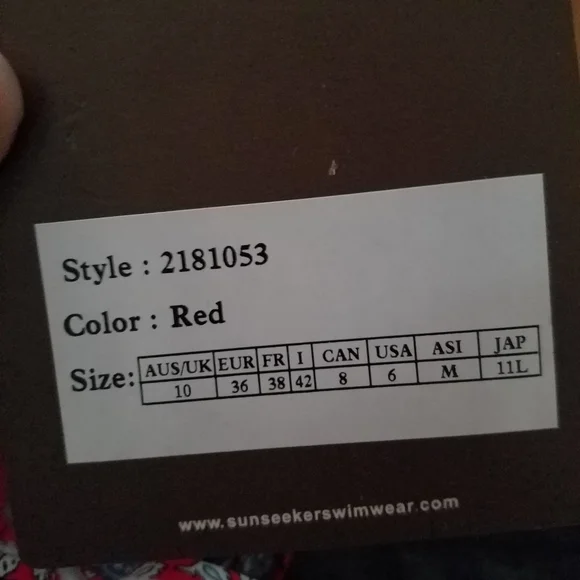 Style : 2181053
Color : Red
Size: AUS/UK EUR FR I CAN USA ASI JAP
10 36 38 42 8 6 M 11L
www.sunseekerswimwear.com